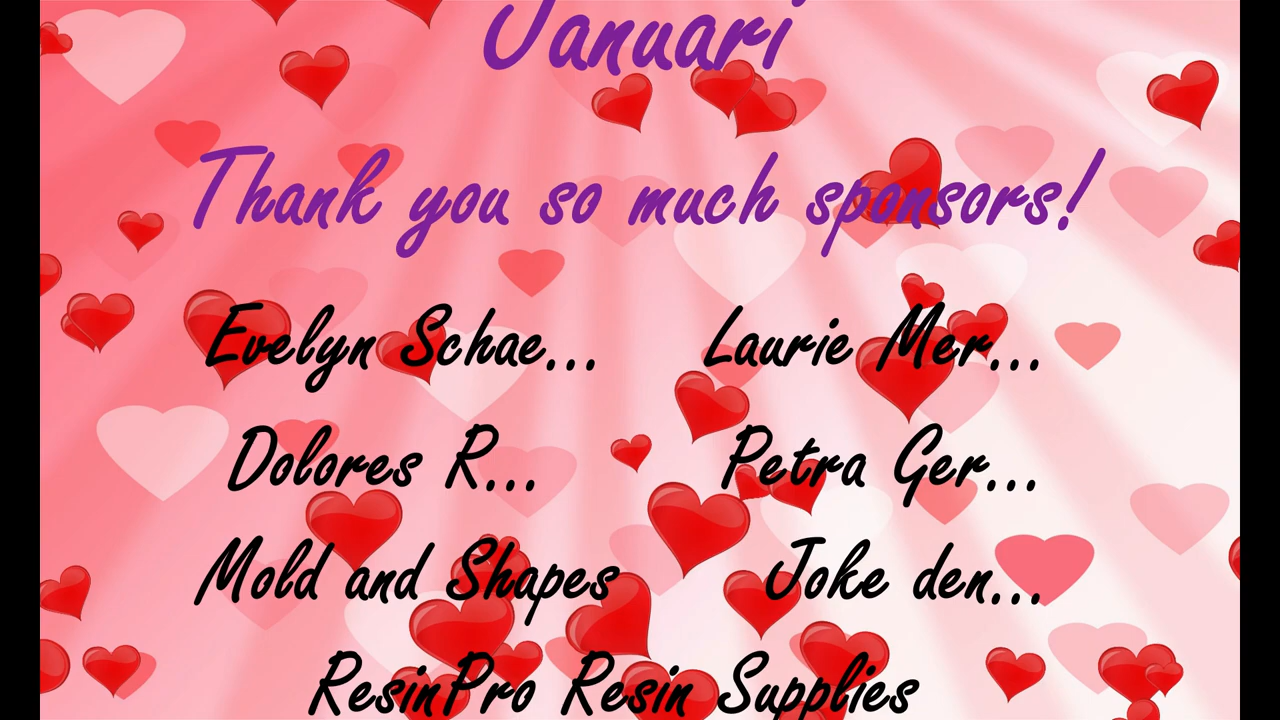 Januari
Thank you so much sponsors!
Evelyn Schae... Laurie Mer...
Dolores R... Petra Ger...
Mold and Shapes Joke den...
ResinPro Resin Supplies